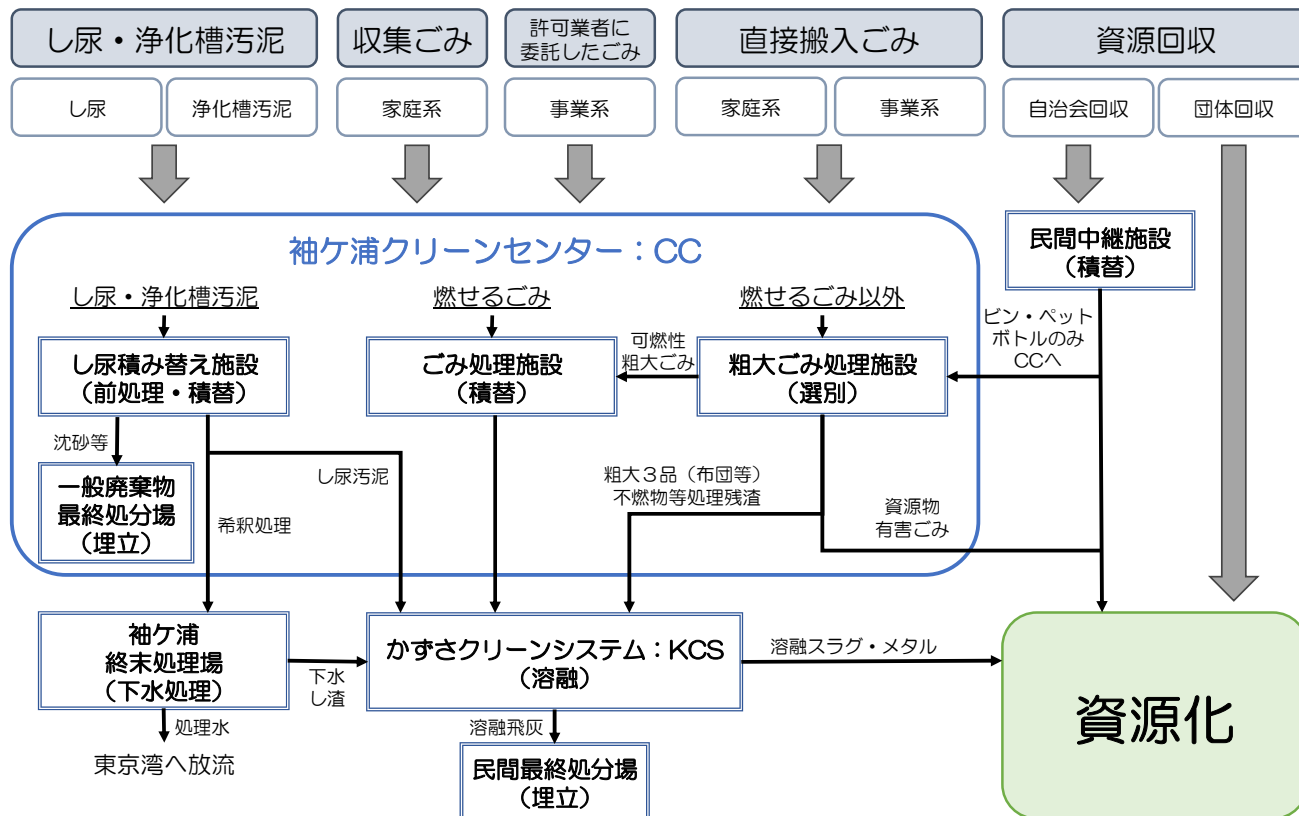 し尿・浄化槽汚泥
収集ごみ
許可業者に
委託したごみ
直接搬入ごみ
資源回収
し尿
浄化槽汚泥
家庭系
事業系
家庭系
事業系
自治会回収
団体回収
袖ケ浦クリーンセンター：CC
民間中継施設
（積替）
し尿・浄化槽汚泥
燃せるごみ
燃せるごみ以外
ビン・ペット
ボトルのみ
CCへ
し尿積み替え施設
（前処理・積替）
ごみ処理施設
（積替）
可燃性
粗大ごみ
粗大ごみ処理施設
（選別）
沈砂等
一般廃棄物
最終処分場
（埋立）
希釈処理
し尿汚泥
粗大３品（布団等）
不燃物等処理残渣
資源物
有害ごみ
袖ケ浦
終末処理場
（下水処理）
下水
し渣
かずさクリーンシステム：KCS
（溶融）
溶融スラグ・メタル
資源化
処理水
東京湾へ放流
溶融飛灰
民間最終処分場
（埋立）